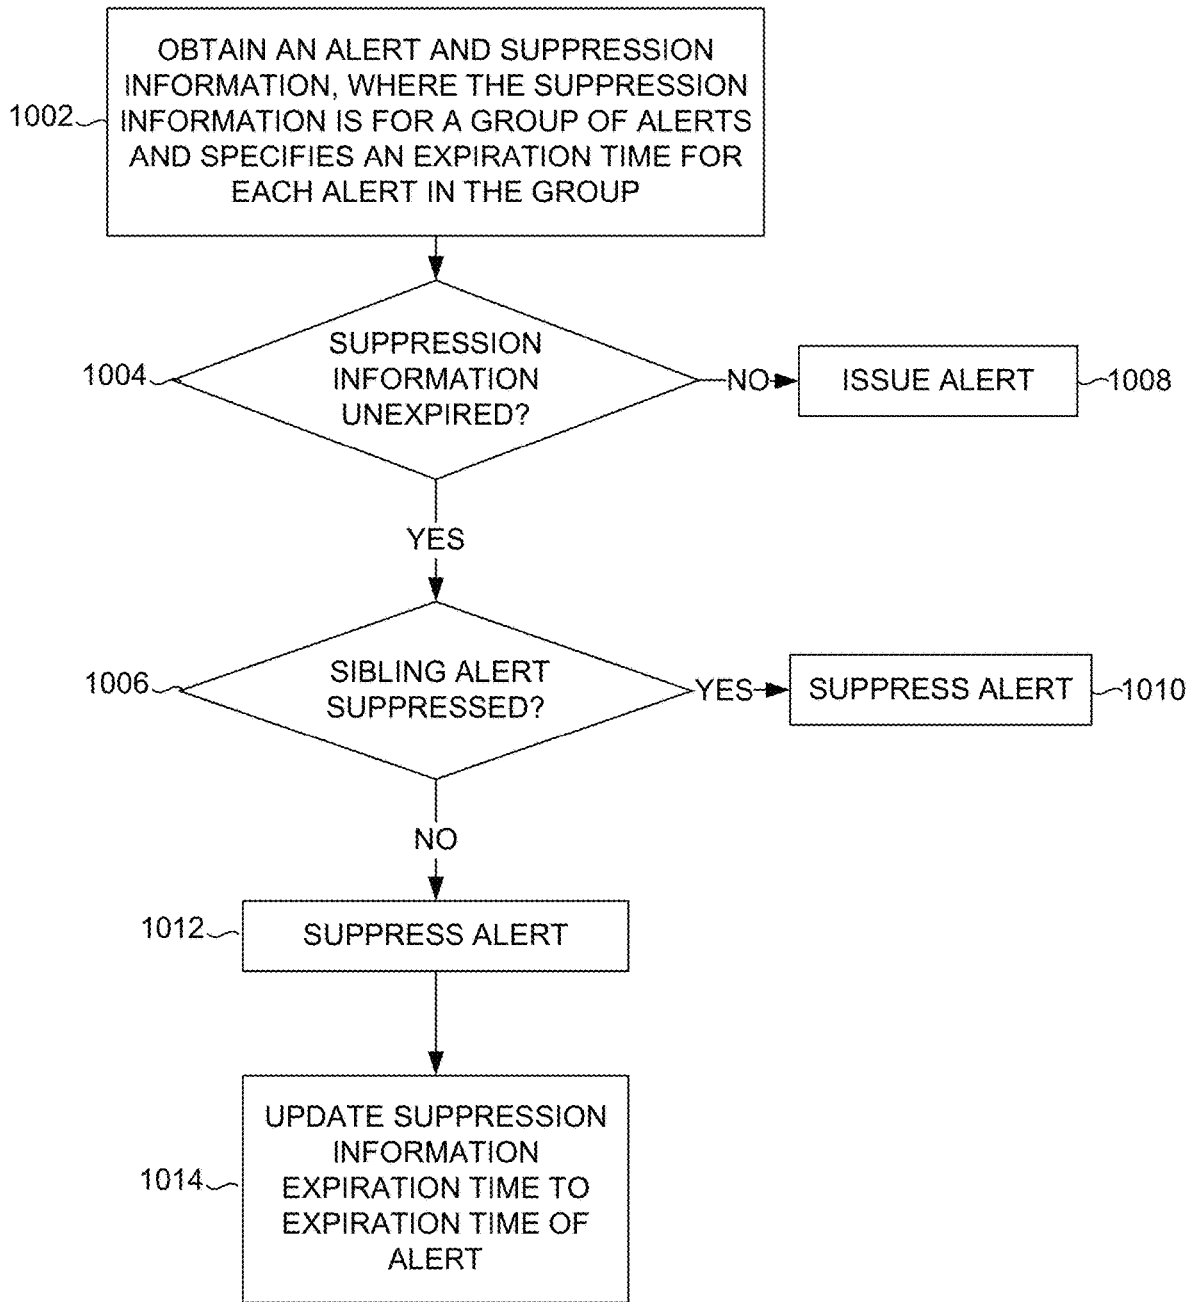 OBTAIN AN ALERT AND SUPPRESSION
INFORMATION, WHERE THE SUPPRESSION
1002
INFORMATION IS FOR A GROUP OF ALERTS
AND SPECIFIES AN EXPIRATION TIME FOR
EACH ALERT IN THE GROUP
SUPPRESSION
1004
INFORMATION
UNEXPIRED?
NO
ISSUE ALERT
1008
YES
1006
SIBLING ALERT
SUPPRESSED?
YES
SUPPRESS ALERT
1010
NO
1012
SUPPRESS ALERT
UPDATE SUPPRESSION
INFORMATION
1014
EXPIRATION TIME TO
EXPIRATION TIME OF
ALERT